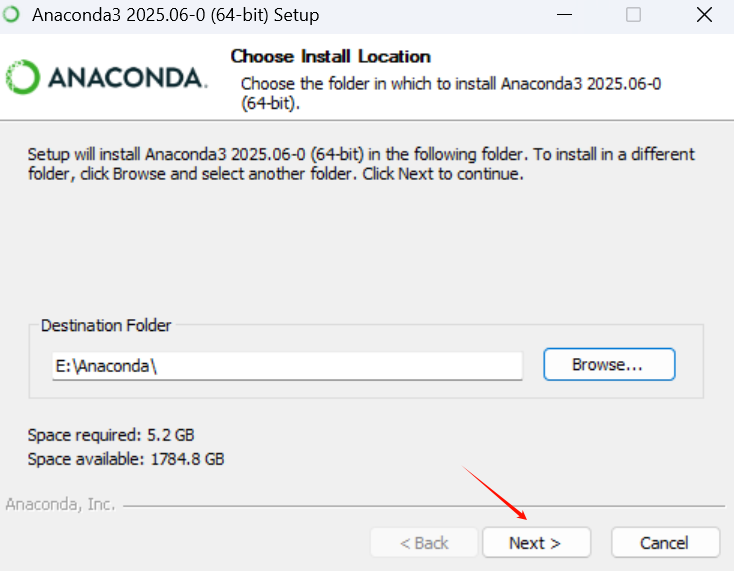 Anaconda3 2025.06-0 (64-bit) Setup
ANACONDA.
Choose Install Location
Choose the folder in which to install Anaconda3 2025.06-0
(64-bit).
Setup will install Anaconda3 2025.06-0 (64-bit) in the following folder. To install in a different
folder, click Browse and select another folder. Click Next to continue.
Destination Folder
E:\Anaconda\
Browse...
Space required: 5.2 GB
Space available: 1784.8 GB
Anaconda, Inc.
< Back
Next >
Cancel